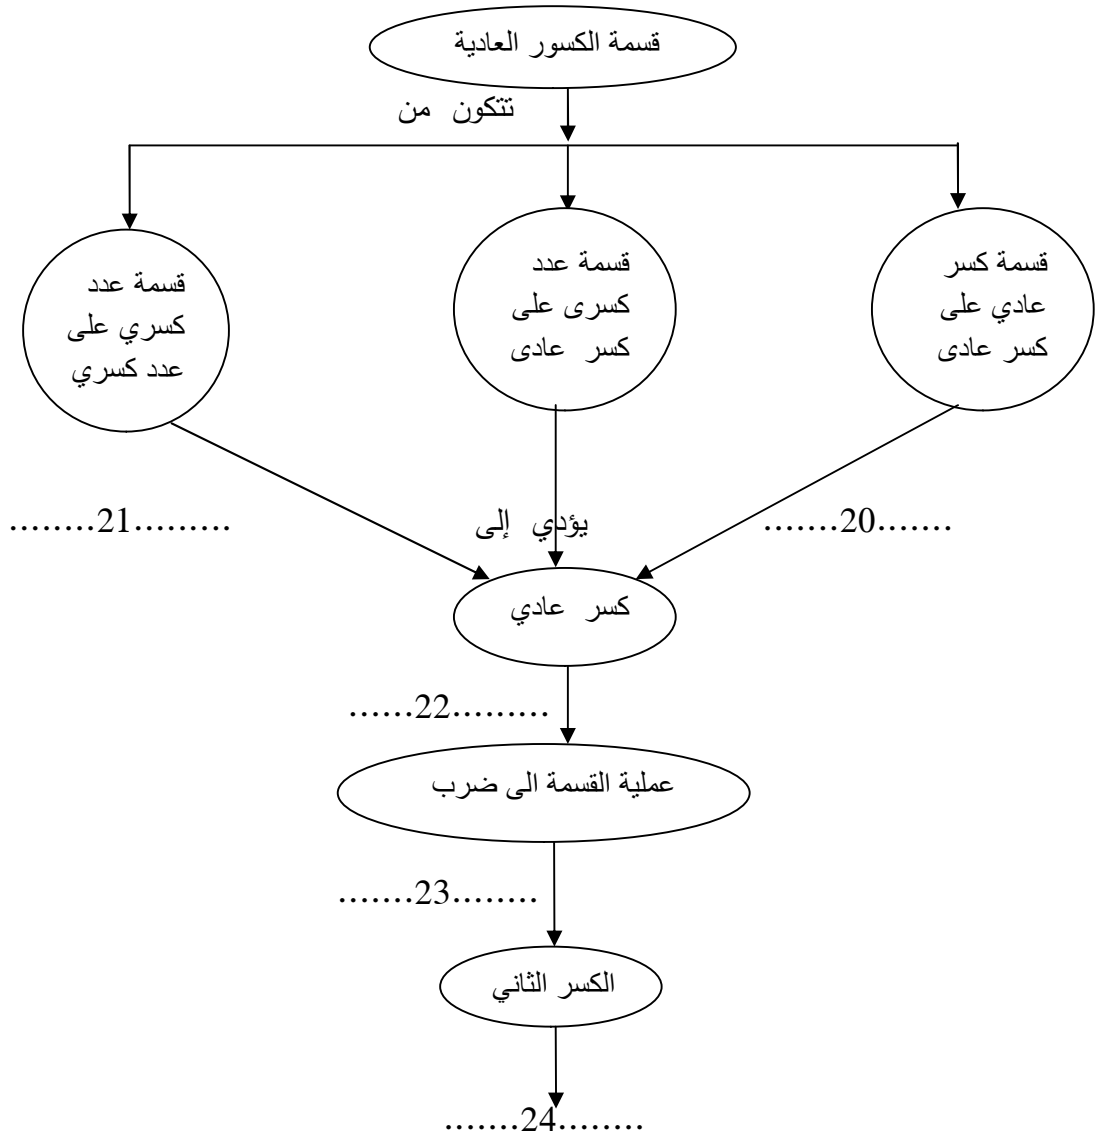 قسمة الكسور العادية
تتكون من
قسمة كسر
عادي على
كسر عادى
قسمة عدد
كسرى على
كسر عادى
قسمة عدد
كسري على
عدد كسري
.......20.......
يؤدي إلى
........21.........
كسر عادي
......22.........
عملية القسمة الى ضرب
.......23........
الكسر الثاني
.......24........